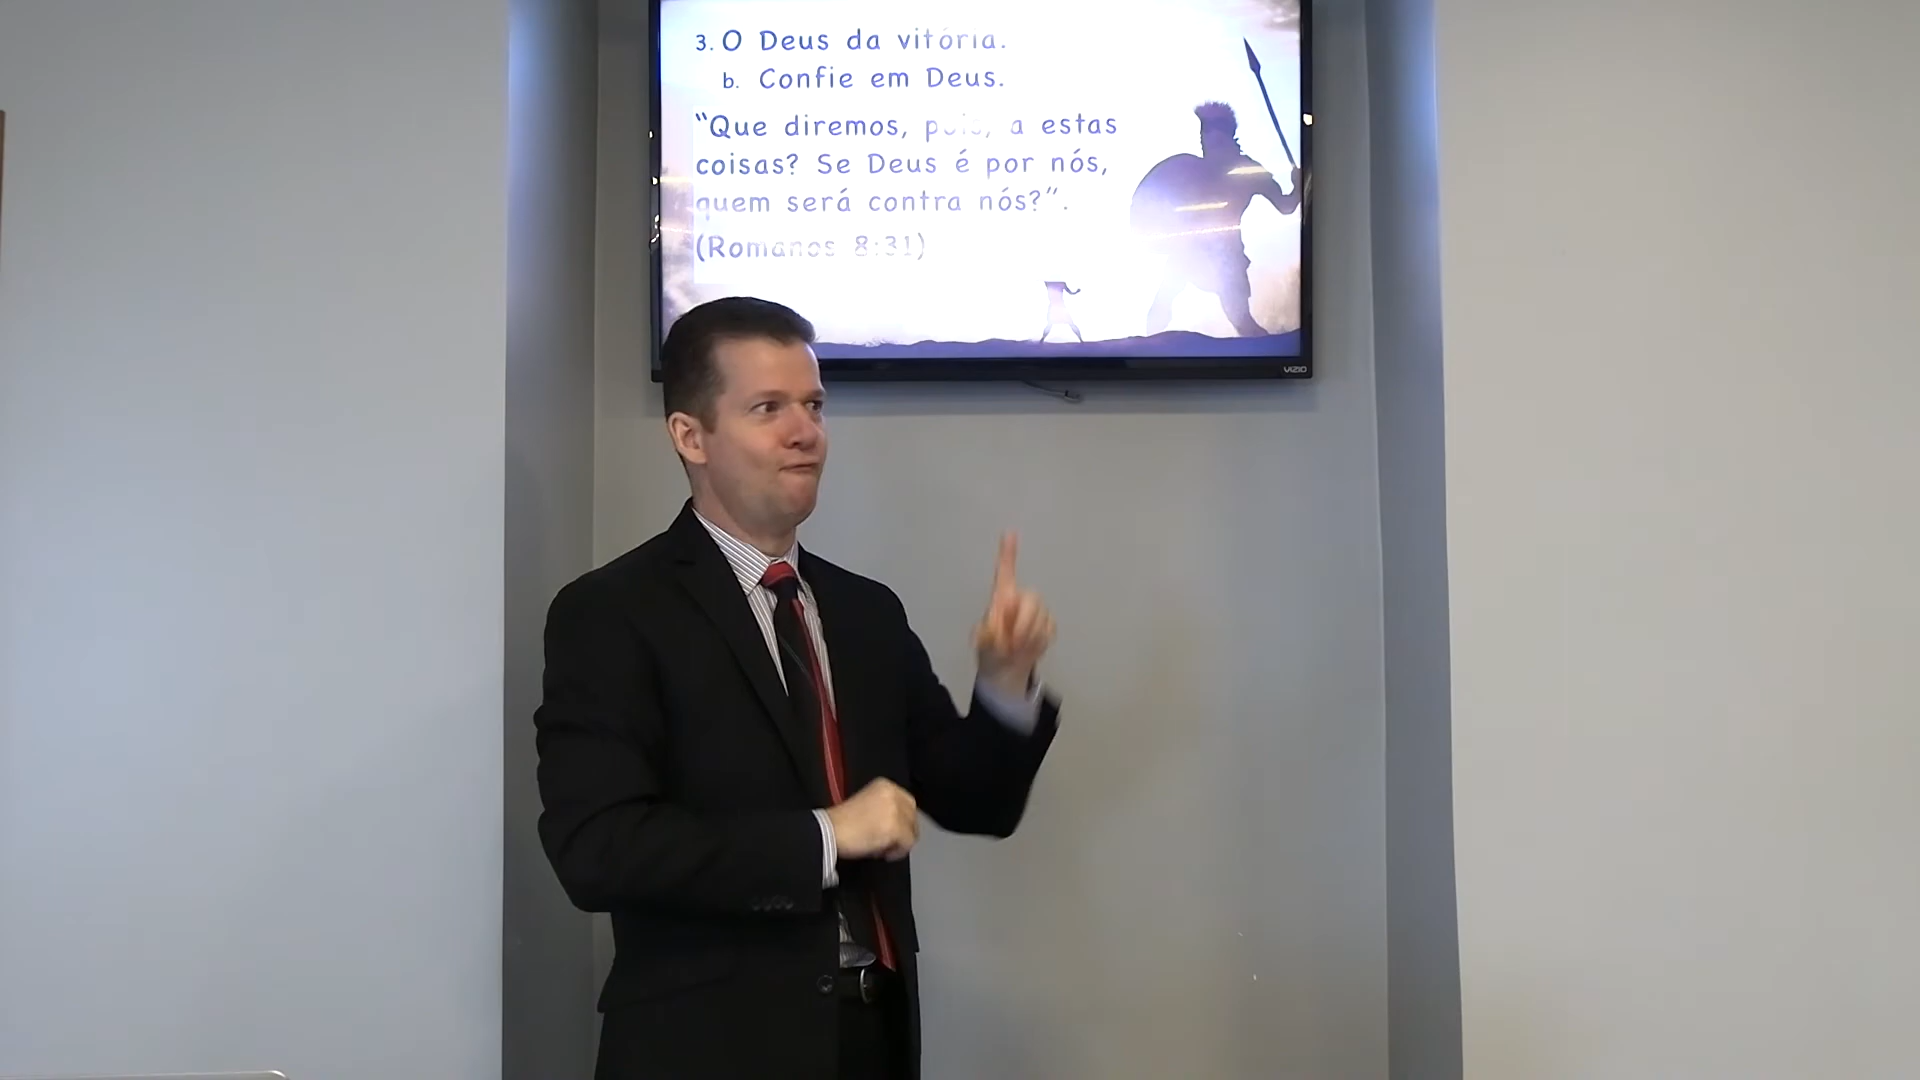 3. O Deus da vitória.
b. Confie em Deus.
“Que diremos, pois, a estas
coisas? Se Deus é por nós,
quem será contra nós?”.
(Romanos 8:31)
VIZIO